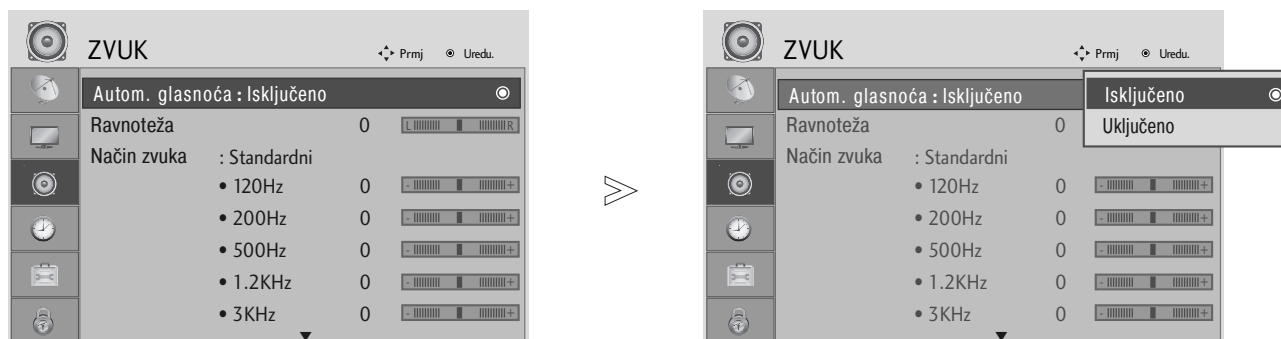 ZVUK
Prmj
Uredu.
Autom. glasnoća : Isključeno
Ravnoteža 0 L R
Način zvuka : Standardni
• 120Hz 0 - +
• 200Hz 0 - +
• 500Hz 0 - +
• 1.2KHz 0 - +
• 3KHz 0 - +
ZVUK
Prmj
Uredu.
Autom. glasnoća : Isključeno
Isključeno
Uključeno
Ravnoteža 0
Način zvuka : Standardni
• 120Hz 0 - +
• 200Hz 0 - +
• 500Hz 0 - +
• 1.2KHz 0 - +
• 3KHz 0 - +